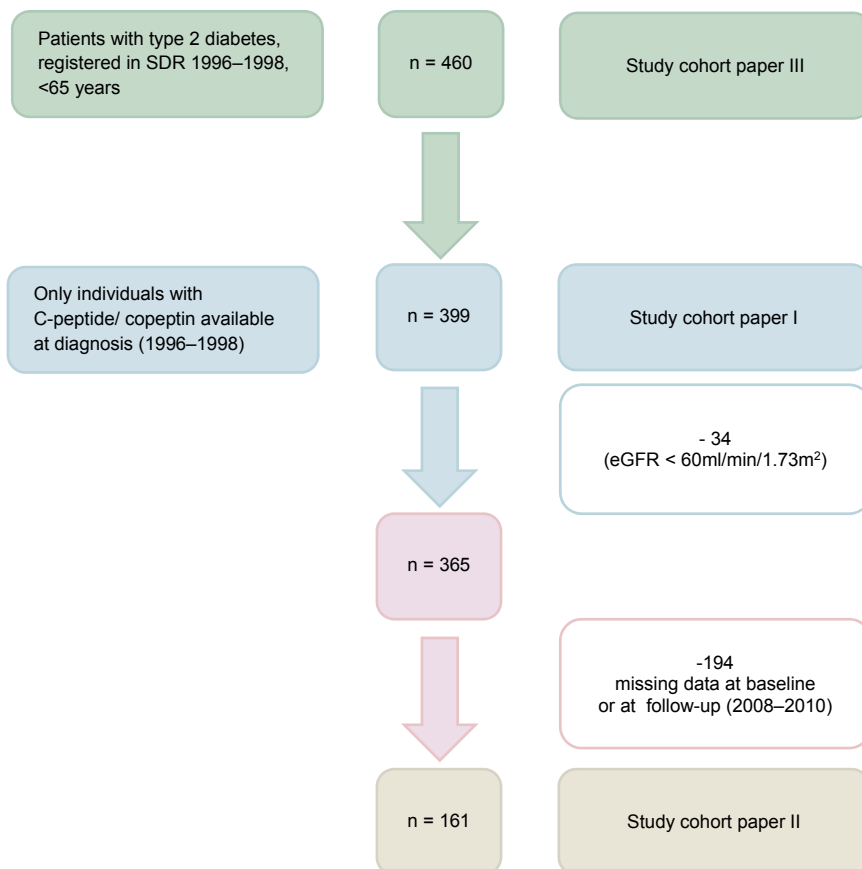 Patients with type 2 diabetes,
registered in SDR 1996–1998,
<65 years
n = 460
Study cohort paper III
Only individuals with
C-peptide/ copeptin available
at diagnosis (1996–1998)
n = 399
Study cohort paper I
- 34
(eGFR < 60ml/min/1.73m²)
n = 365
-194
missing data at baseline
or at follow-up (2008–2010)
n = 161
Study cohort paper II